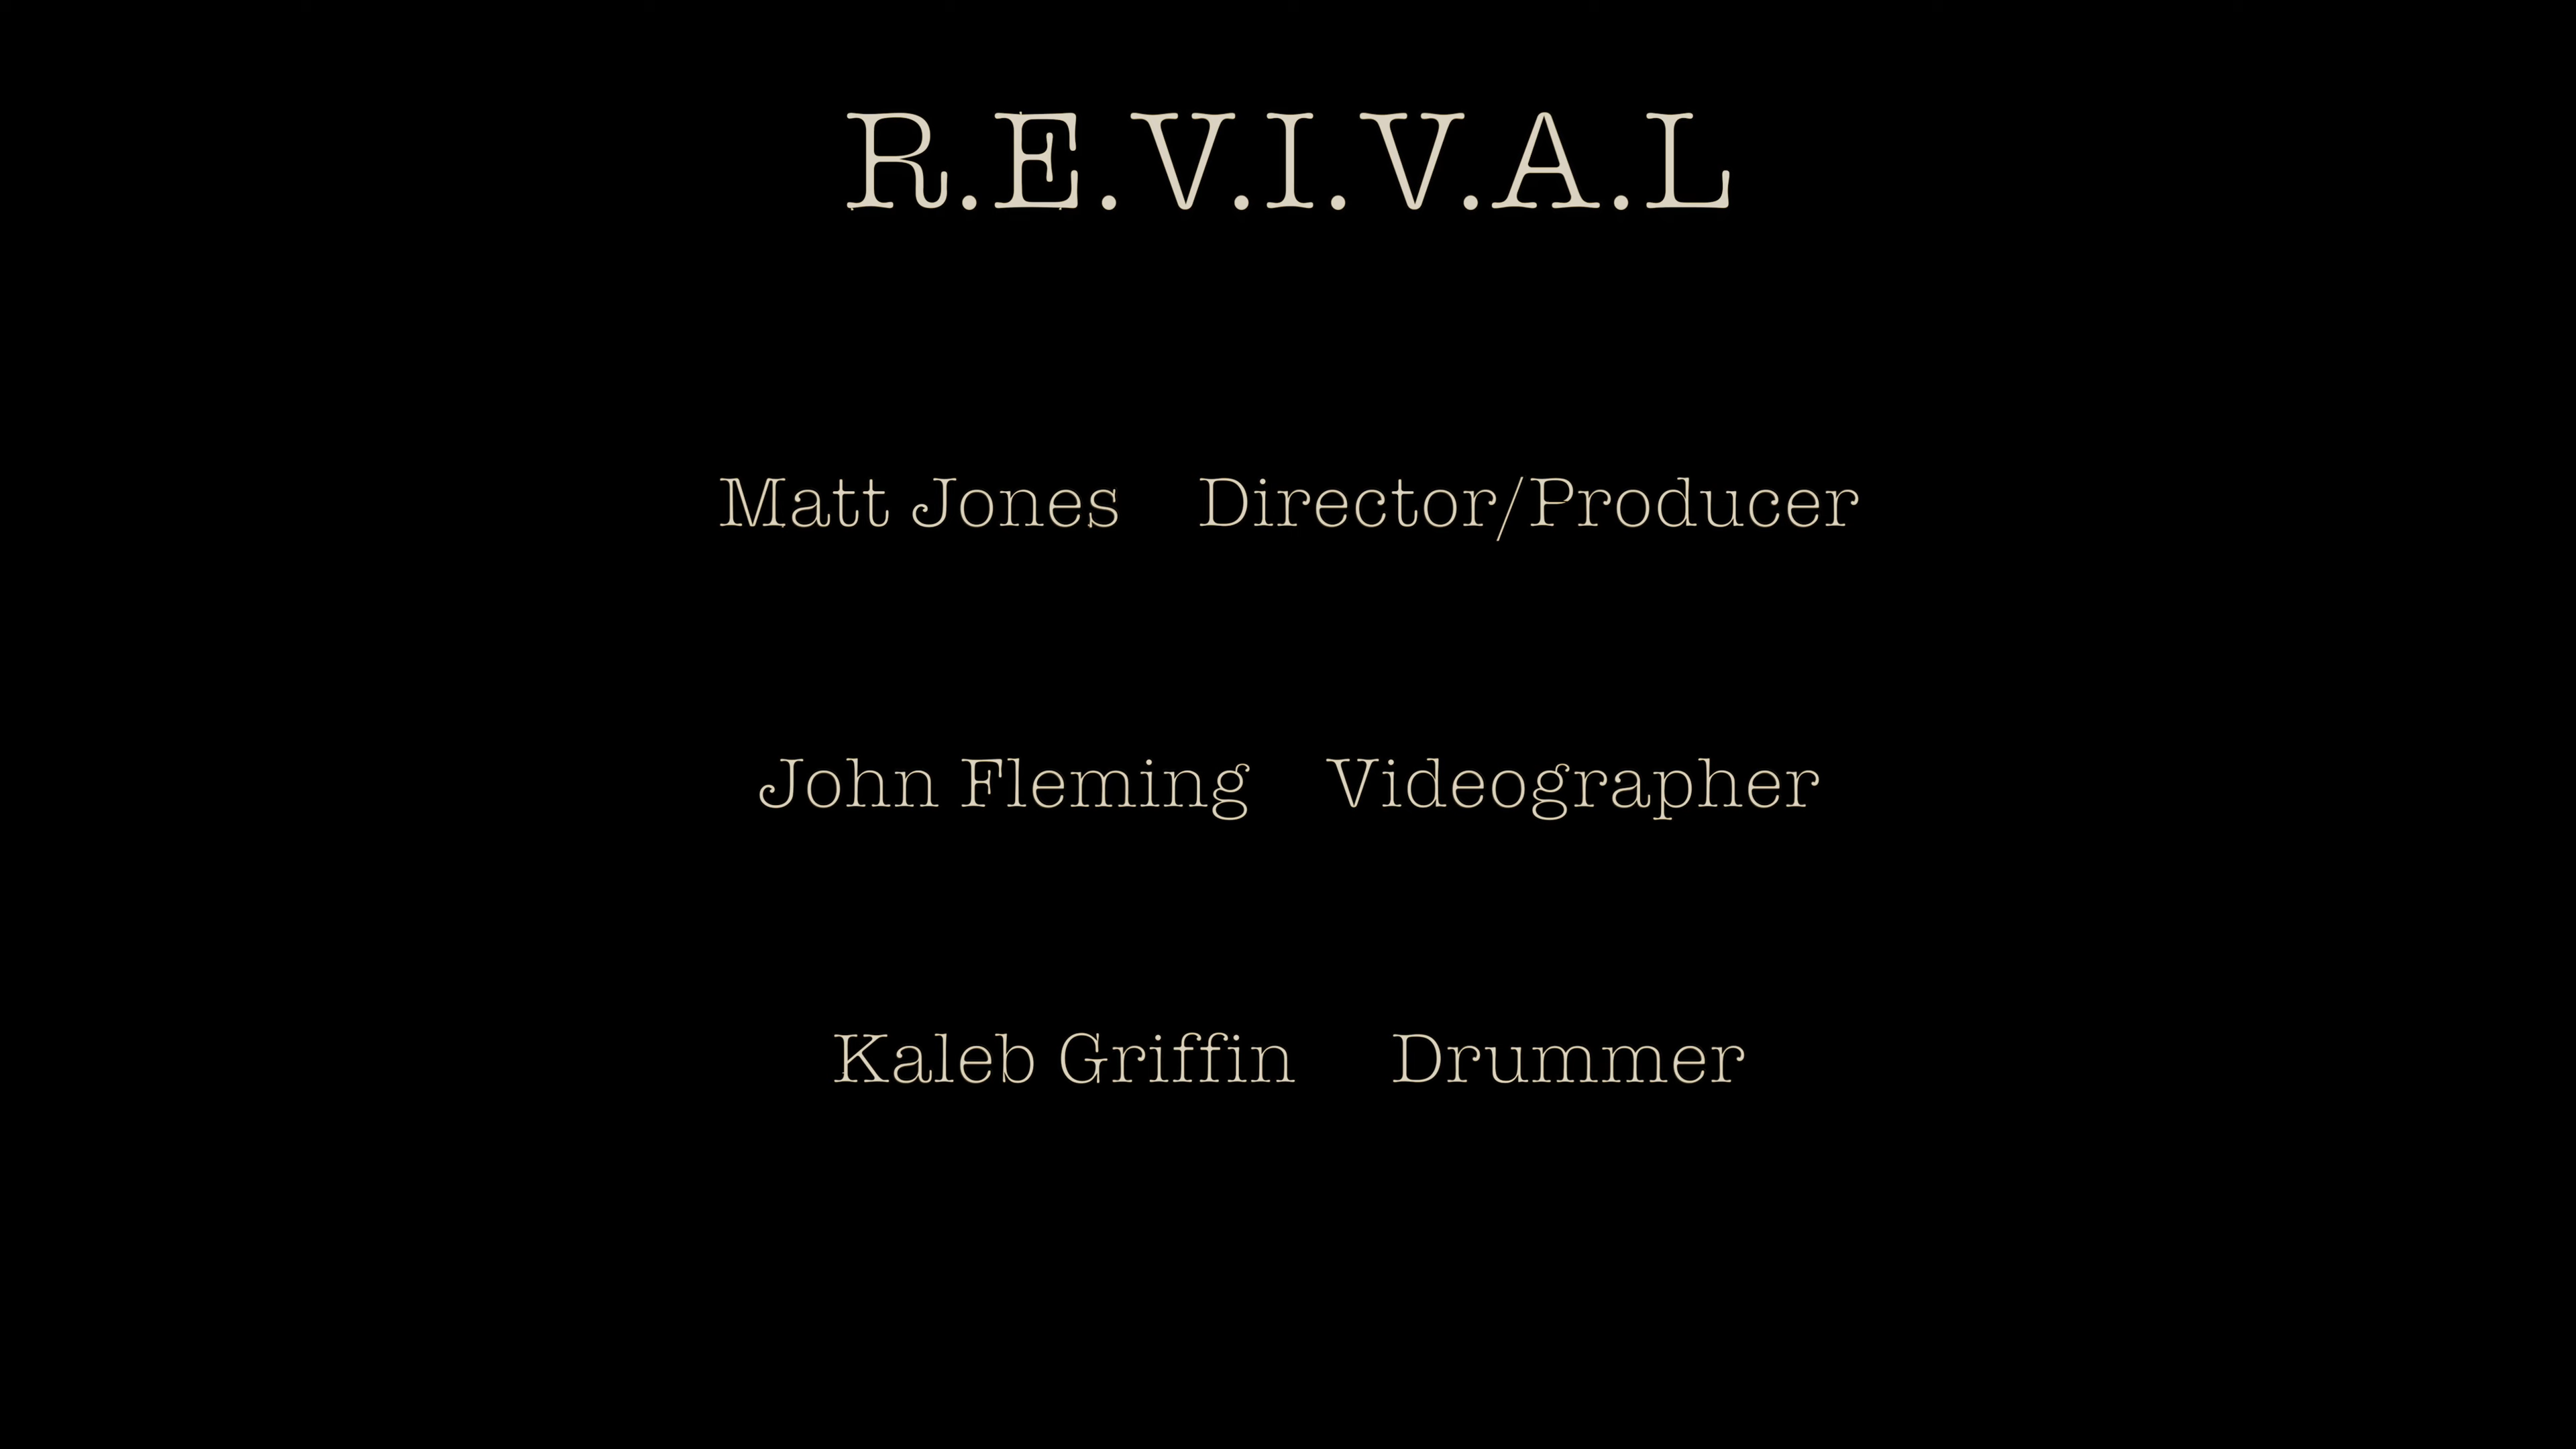 R.E.V.I.V.A.L
Matt Jones Director/Producer
John Fleming Videographer
Kaleb Griffin Drummer